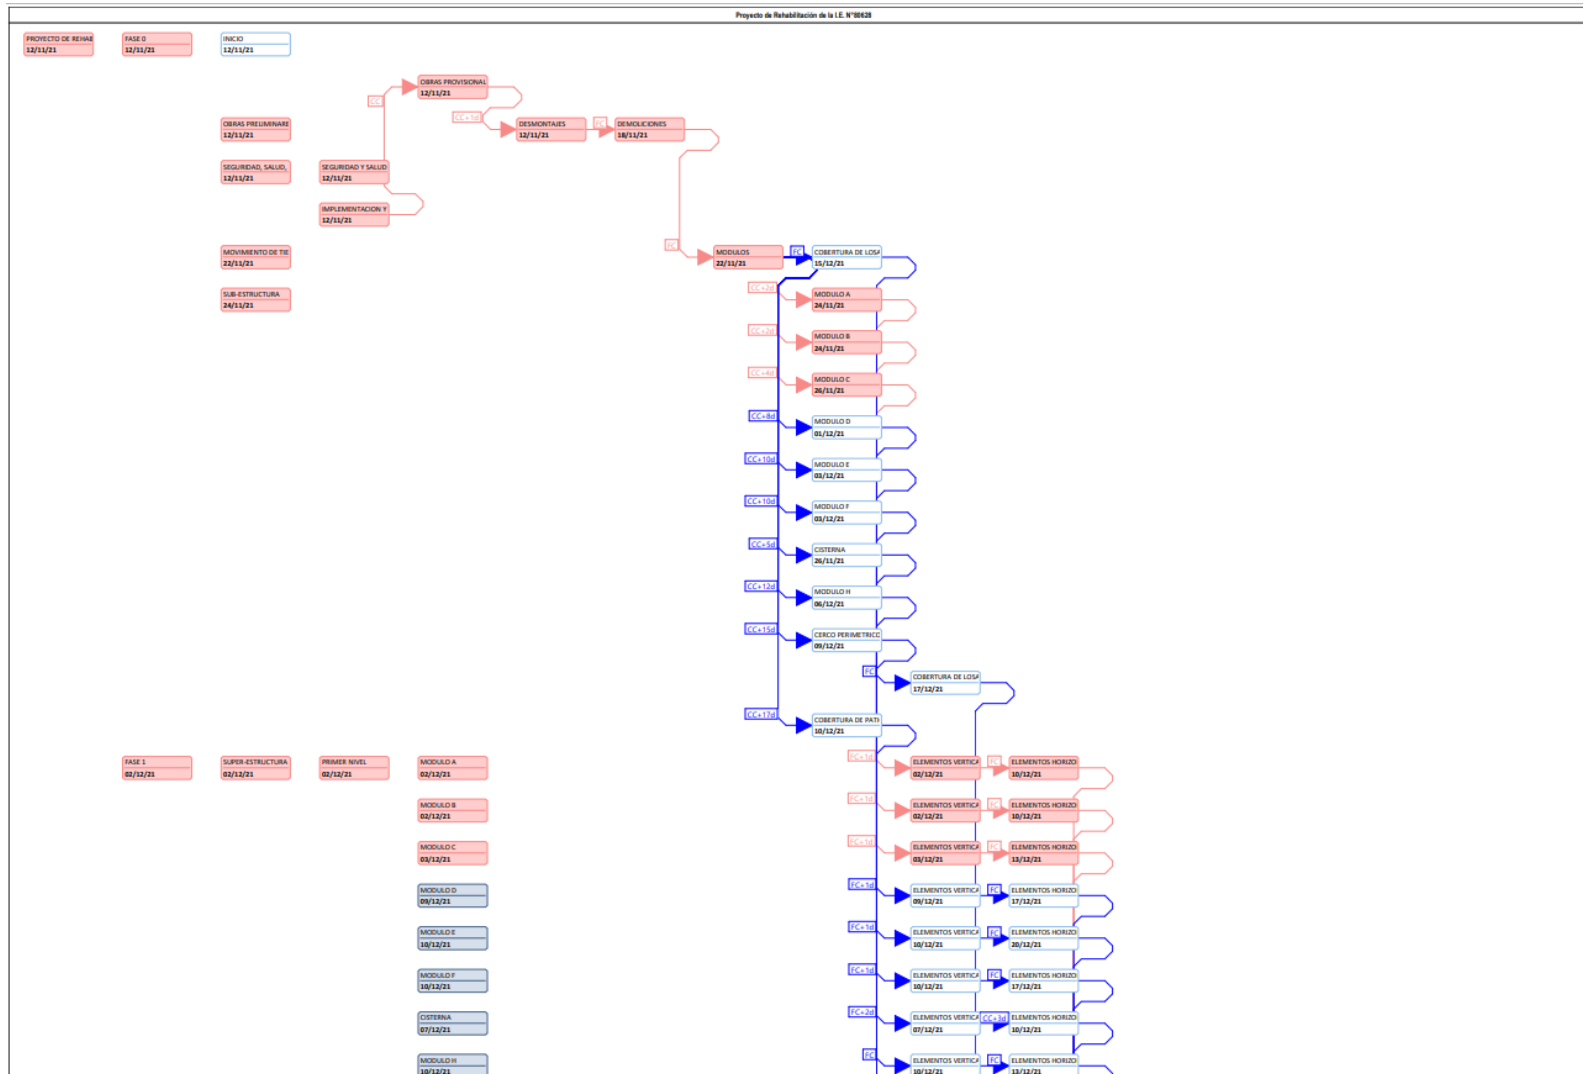 Proyecto de Rehabilitación de la I.E. N°80628
PROYECTO DE REHAB
12/11/21
FASE 0
12/11/21
INICIO
12/11/21
OBRAS PROVISIONAL
12/11/21
CC
CC+1d
OBRAS PRELIMINARE
12/11/21
DESMONTAJES
12/11/21
FC
DEMOLICIONES
18/11/21
SEGURIDAD, SALUD,
12/11/21
SEGURIDAD Y SALUD
12/11/21
IMPLEMENTACION Y
12/11/21
MOVIMIENTO DE TIE
22/11/21
FC
MODULOS
22/11/21
FC
COBERTURA DE LOSA
15/12/21
SUB-ESTRUCTURA
24/11/21
CC+2d
MODULO A
24/11/21
CC+2d
MODULO B
24/11/21
CC+4d
MODULO C
26/11/21
CC+8d
MODULO D
01/12/21
CC+10d
MODULO E
03/12/21
CC+10d
MODULO F
03/12/21
CC+5d
CISTERNA
26/11/21
CC+12d
MODULO H
06/12/21
CC+15d
CERCO PERIMETRICO
09/12/21
FC
COBERTURA DE LOSA
17/12/21
CC+17d
COBERTURA DE PATI
10/12/21
FASE 1
02/12/21
SUPER-ESTRUCTURA
02/12/21
PRIMER NIVEL
02/12/21
MODULO A
02/12/21
FC+1d
ELEMENTOS VERTICA
02/12/21
FC
ELEMENTOS HORIZO
10/12/21
MODULO B
02/12/21
FC+1d
ELEMENTOS VERTICA
02/12/21
FC
ELEMENTOS HORIZO
10/12/21
MODULO C
03/12/21
FC+1d
ELEMENTOS VERTICA
03/12/21
FC
ELEMENTOS HORIZO
13/12/21
MODULO D
09/12/21
FC+1d
ELEMENTOS VERTICA
09/12/21
FC
ELEMENTOS HORIZO
17/12/21
MODULO E
10/12/21
FC+1d
ELEMENTOS VERTICA
10/12/21
FC
ELEMENTOS HORIZO
20/12/21
MODULO F
10/12/21
FC+1d
ELEMENTOS VERTICA
10/12/21
FC
ELEMENTOS HORIZO
17/12/21
CISTERNA
07/12/21
FC+2d
ELEMENTOS VERTICA
07/12/21
CC+3d
ELEMENTOS HORIZO
10/12/21
MODULO H
10/12/21
FC
ELEMENTOS VERTICA
10/12/21
FC
ELEMENTOS HORIZO
13/12/21